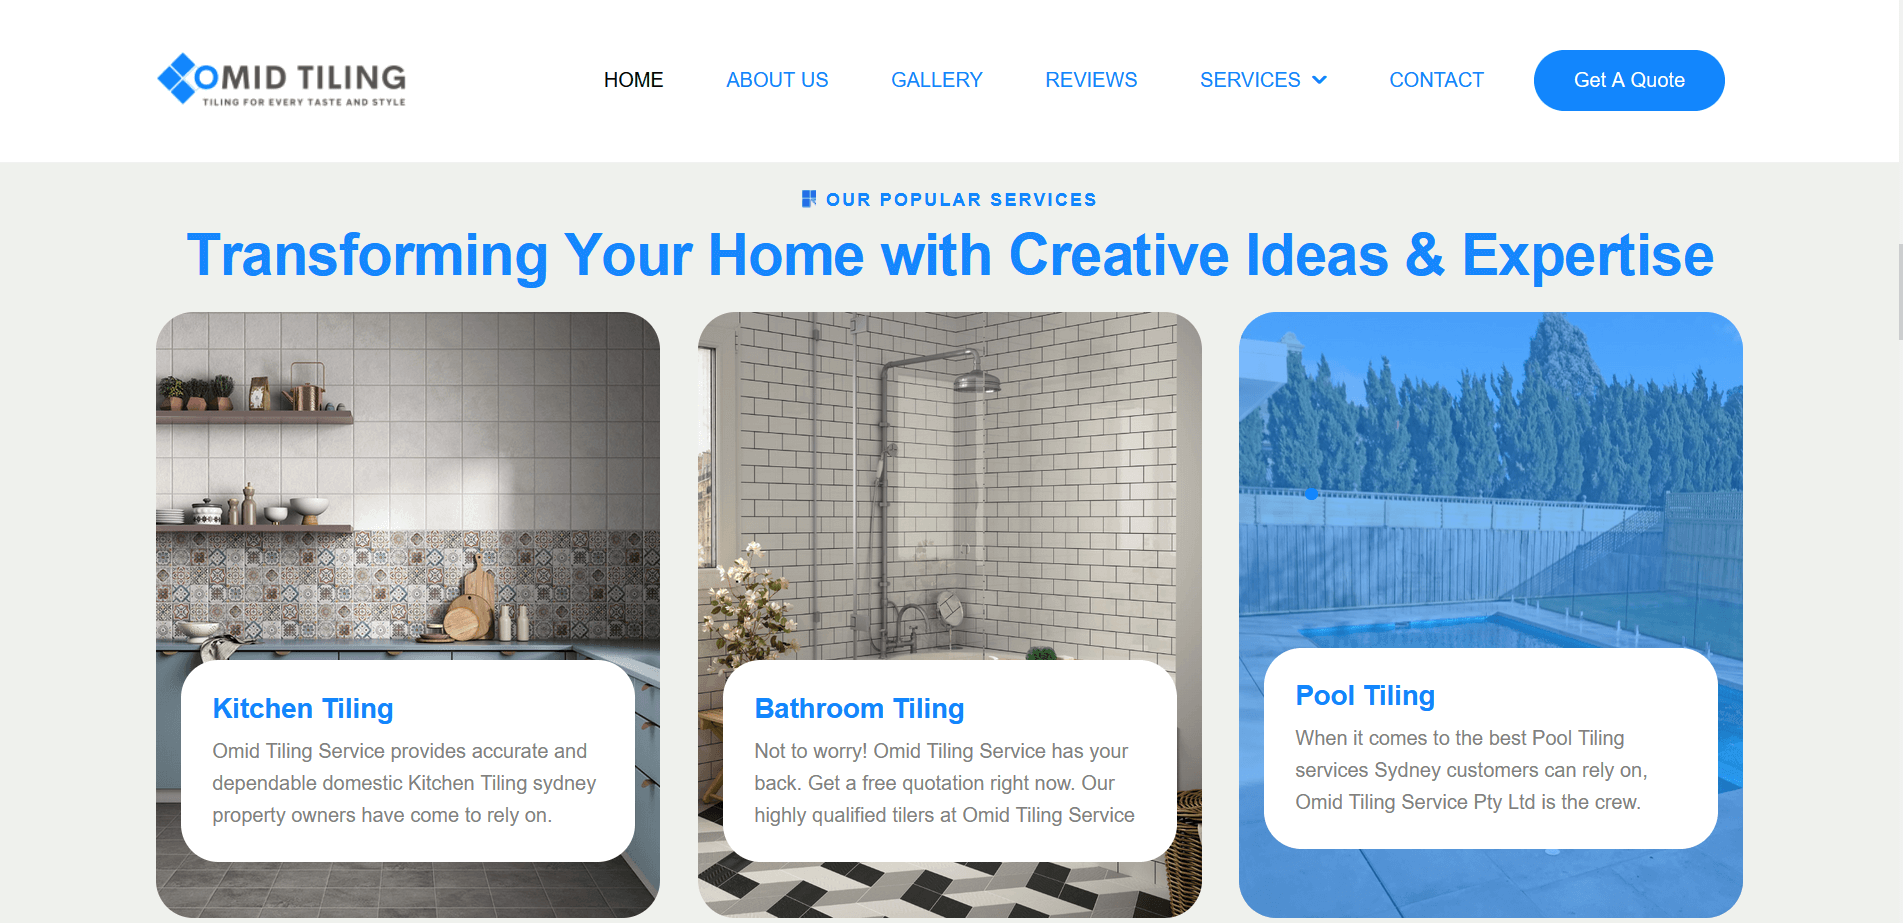 OMID TILING
TILING FOR EVERY TASTE AND STYLE
HOME
ABOUT US
GALLERY
REVIEWS
SERVICES
CONTACT
Get A Quote
OUR POPULAR SERVICES
Transforming Your Home with Creative Ideas & Expertise
Kitchen Tiling
Omid Tiling Service provides accurate and
dependable domestic Kitchen Tiling sydney
property owners have come to rely on.
Bathroom Tiling
Not to worry! Omid Tiling Service has your
back. Get a free quotation right now. Our
highly qualified tilers at Omid Tiling Service
Pool Tiling
When it comes to the best Pool Tiling
services Sydney customers can rely on,
Omid Tiling Service Pty Ltd is the crew.